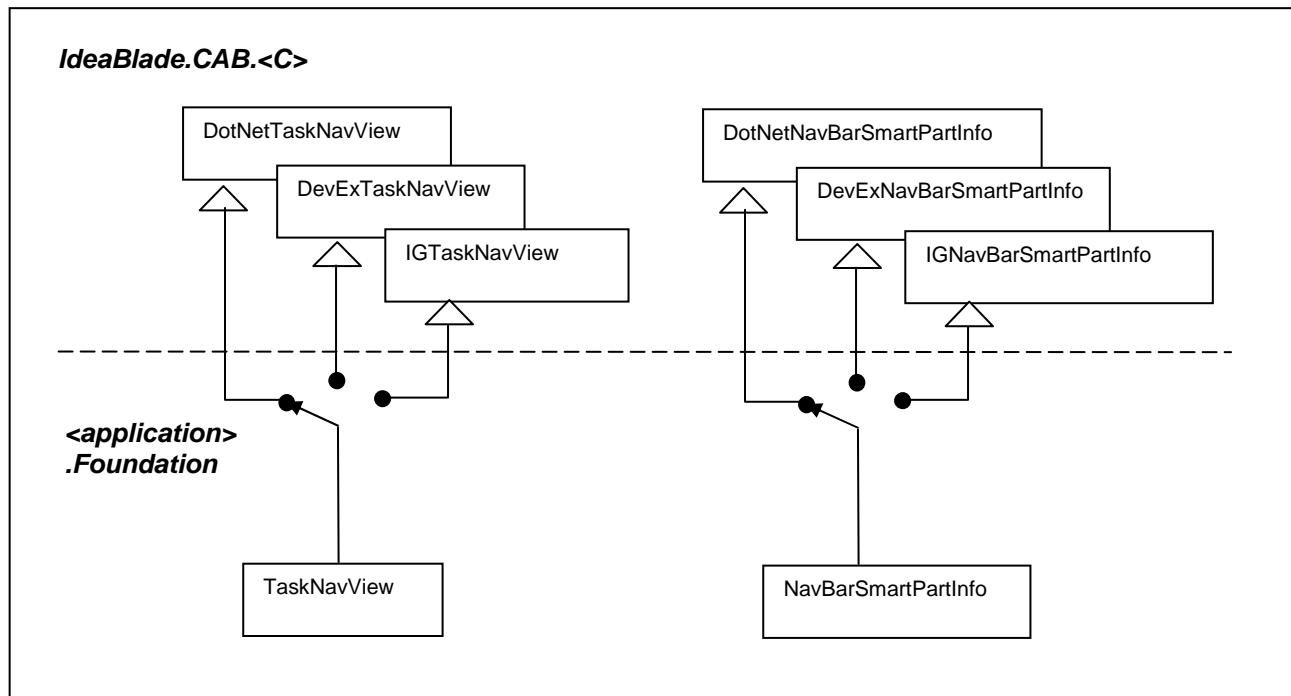 IdeaBlade.CAB.<C>
DotNetTaskNavView
DevExTaskNavView
IGTaskNavView
DotNetNavBarSmartPartInfo
DevExNavBarSmartPartInfo
IGNavBarSmartPartInfo
<application>
.Foundation
TaskNavView
NavBarSmartPartInfo